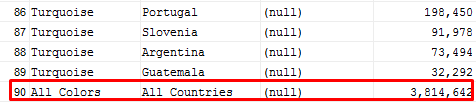 86 Turquoise Portugal (null) 198,450
87 Turquoise Slovenia (null) 91,978
88 Turquoise Argentina (null) 73,494
89 Turquoise Guatemala (null) 32,292
90 All Colors All Countries (null) 3,814,642